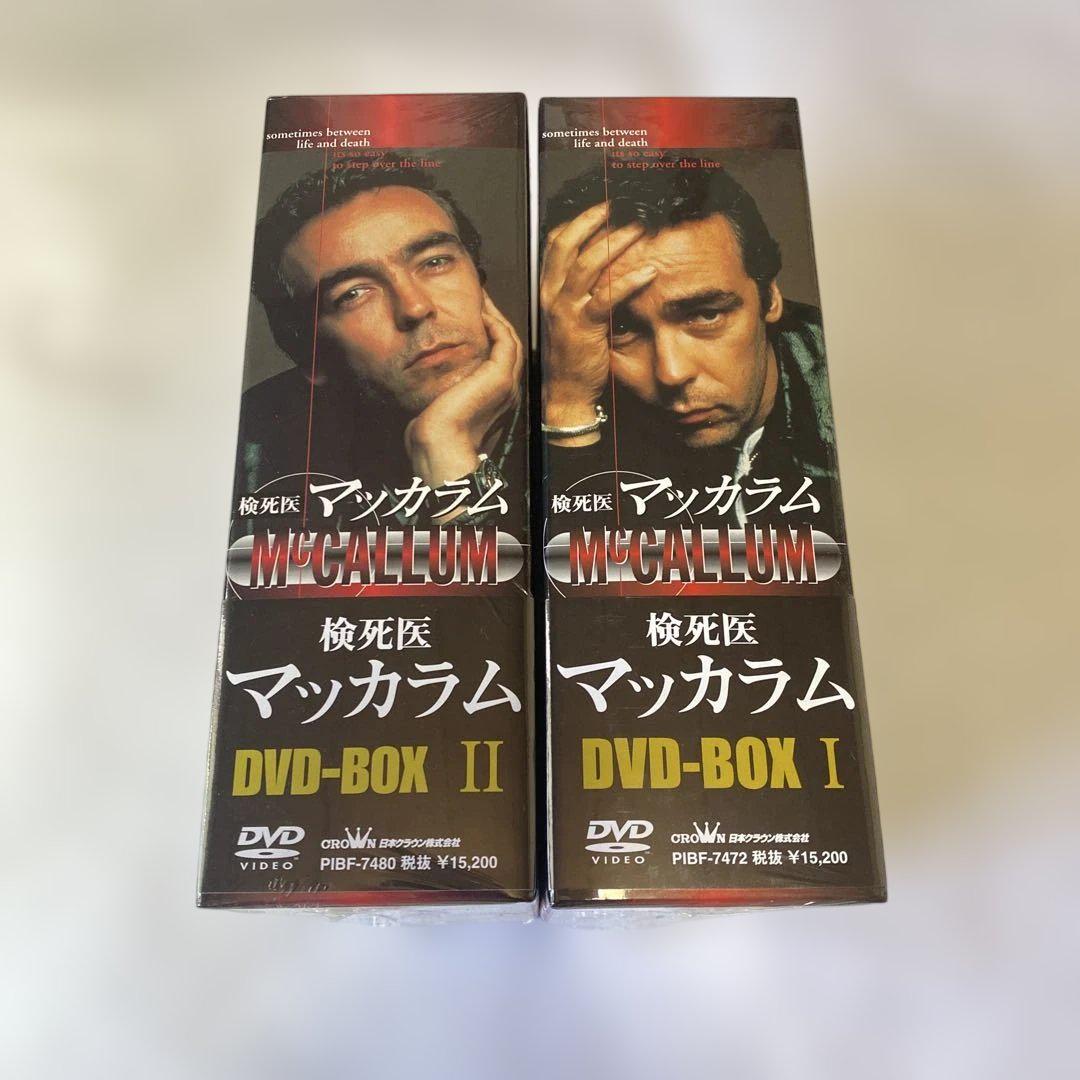 sometimes between
life and death
its so easy
to step over the line
検死医 マッカラム
McCALLUM
検死医
マッカラム
DVD-BOX II
DVD
VIDEO
CROWN 日本クラウン株式会社
PIBF-7480 税抜 ¥15,200
sometimes between
life and death
its so easy
to step over the line
検死医 マッカラム
McCALLUM
検死医
マッカラム
DVD-BOX I
DVD
VIDEO
CROWN 日本クラウン株式会社
PIBF-7472 税抜 ¥15,200